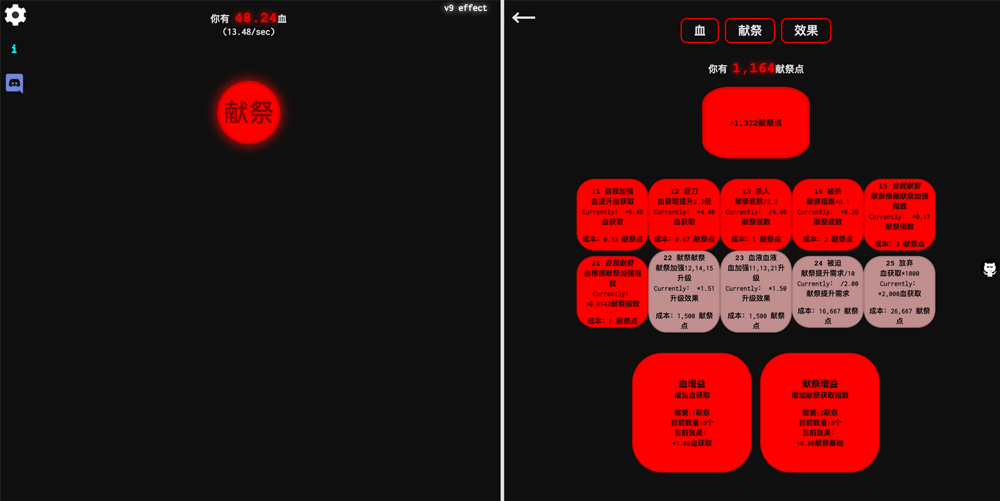 你有 48.24血
(13.48/sec)
v9 effect
i
献祭
血
献祭
效果
你有 1,164献祭点
+1,322献祭点
11 自我加强
血提升血获取
Currently: *6.48
血获取
成本: 0.33 献祭点
12 自刀
血获取提升2.2倍
Currently: *4.40
血获取
成本: 0.67 献祭点
13 杀人
献祭底数/2.2
Currently: /4.40
献祭底数
成本: 1 献祭点
14 被杀
献祭指数+0.1
Currently: +0.20
献祭底数
成本: 2 献祭点
15 自我献祭
献祭根据献祭加强
指数
Currently: +0.17
献祭指数
成本: 3 献祭点
21 自我献祭
血根据献祭加强指
数
Currently:
+0.0142献祭指数
成本: 3 献祭点
22 献祭献祭
献祭加强12,14,15
升级
Currently: *1.51
升级效果
成本: 1,500 献祭
点
23 血液血液
血加强11,13,21升
级
Currently: *1.50
升级效果
成本: 1,500 献祭
点
24 被迫
献祭提升需求/10
Currently: /2.00
献祭提升需求
成本: 16,667 献祭
点
25 放弃
血获取*1000
Currently:
*2,000血获取
成本: 26,667 献祭
点
血增益
增加血获取
需要:1献祭
目前数量:0个
目前效果:
*1.00血获取
献祭增益
增加献祭获取指数
需要:2献祭
目前数量:0个
目前效果:
+0.00献祭基础